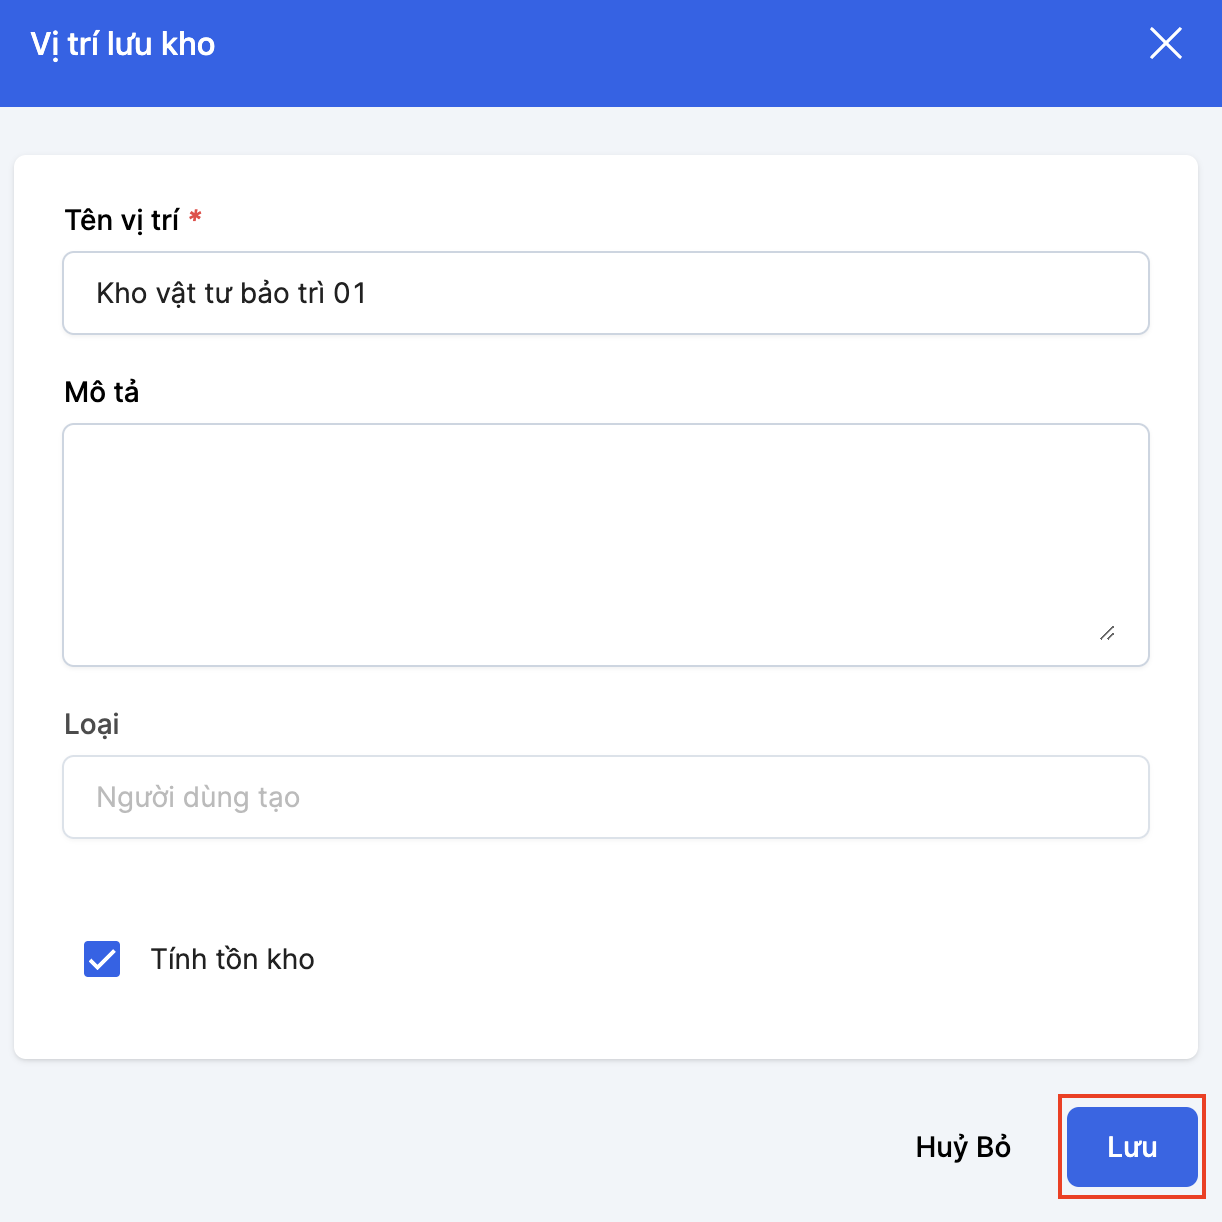 Vị trí lưu kho
Tên vị trí *
Kho vật tư bảo trì 01
Mô tả
Loại
Người dùng tạo
Tính tồn kho
Huỷ Bỏ
Lưu